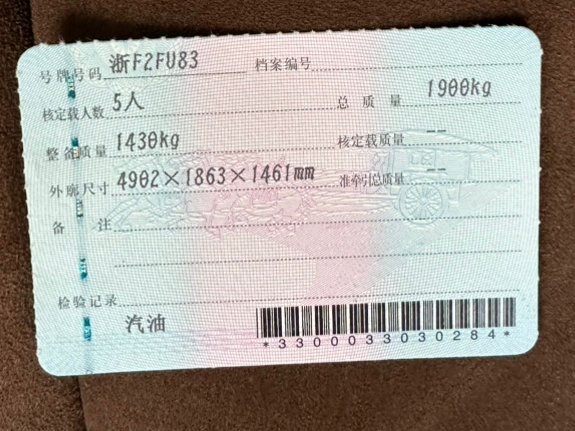 号牌号码 浙F2FU83 档案编号
核定载人数 5人 总质量 1900kg
整备质量 1430kg 核定载质量 --
外廓尺寸 4902×1863×1461mm 准牵引总质量 --
备注
检验记录
汽油
*3300033030284*